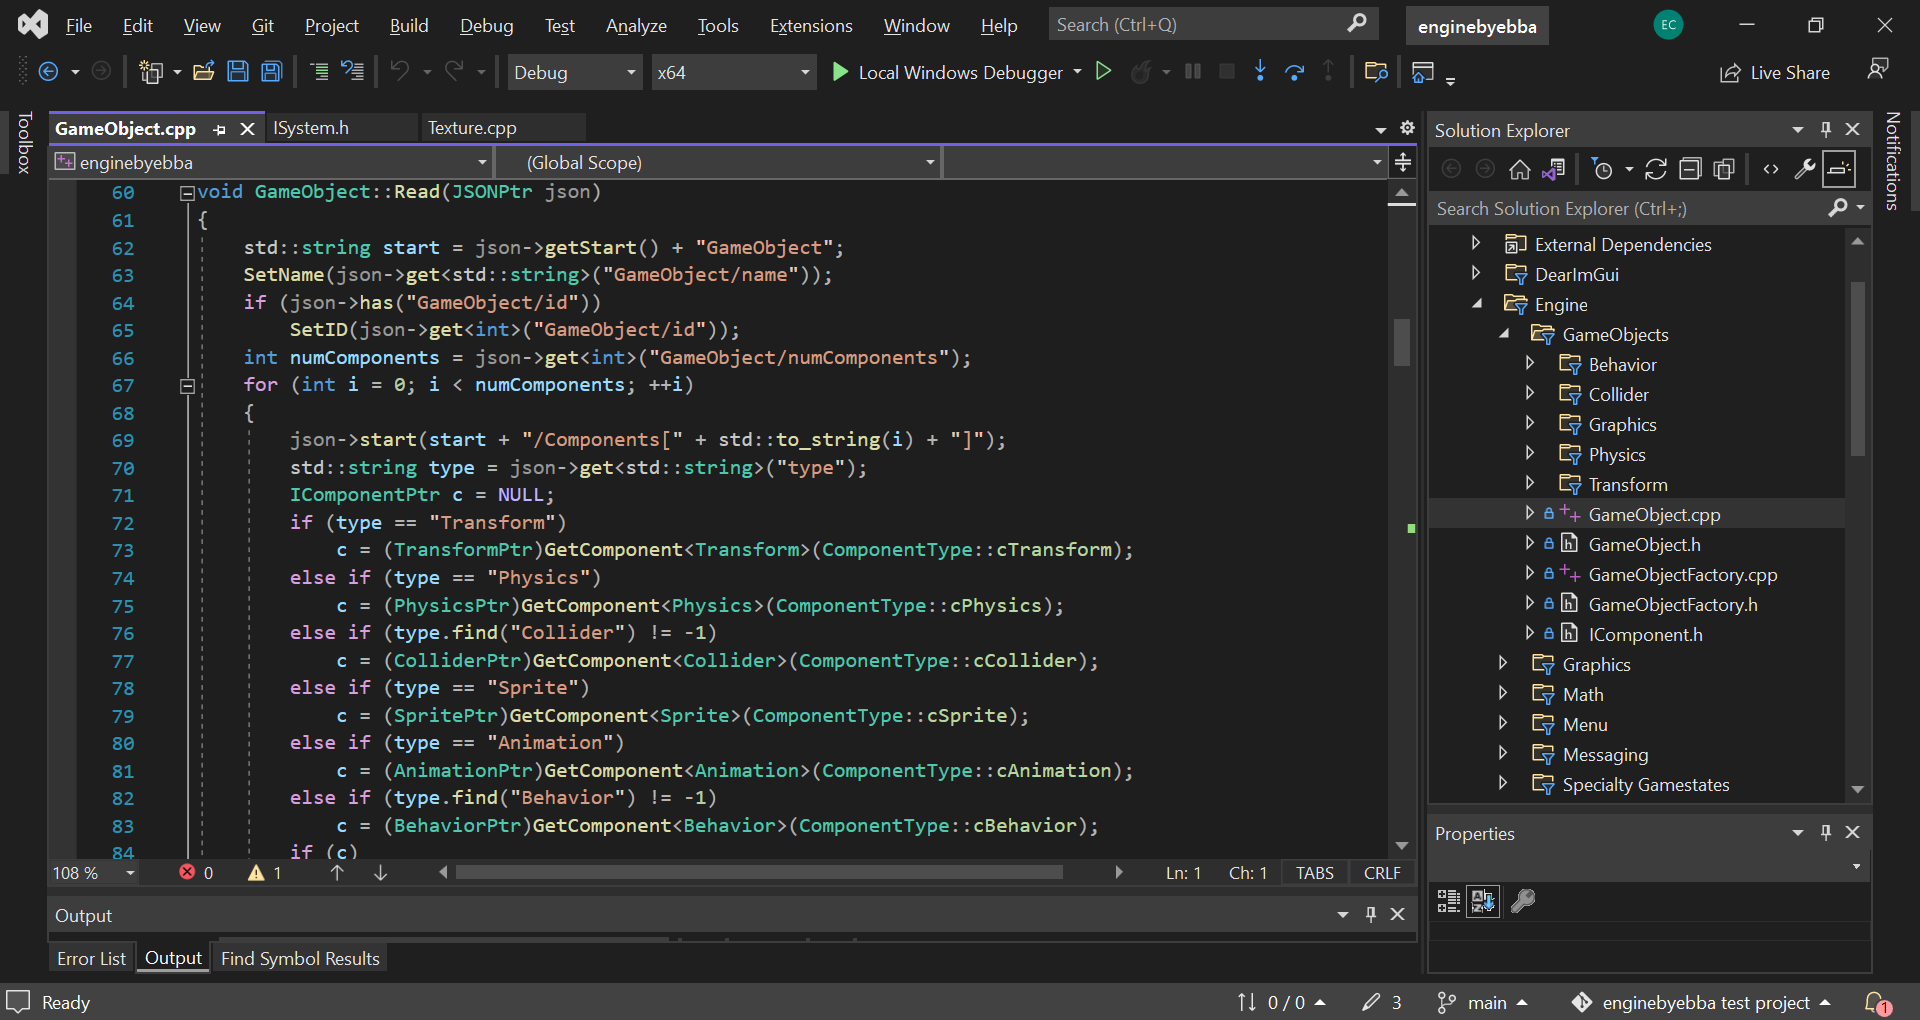 File Edit View Git Project Build Debug Test Analyze Tools Extensions Window Help Search (Ctrl+Q) enginebyebba EC
Debug x64 Local Windows Debugger Live Share
Toolbox
GameObject.cpp ISystem.h Texture.cpp
enginebyebba (Global Scope)
60 void GameObject::Read(JSONPtr json)
61 {
62 std::string start = json->getStart() + "GameObject";
63 SetName(json->get<std::string>("GameObject/name"));
64 if (json->has("GameObject/id"))
65 SetID(json->get<int>("GameObject/id"));
66 int numComponents = json->get<int>("GameObject/numComponents");
67 for (int i = 0; i < numComponents; ++i)
68 {
69 json->start(start + "/Components[" + std::to_string(i) + "]");
70 std::string type = json->get<std::string>("type");
71 IComponentPtr c = NULL;
72 if (type == "Transform")
73 c = (TransformPtr)GetComponent<Transform>(ComponentType::cTransform);
74 else if (type == "Physics")
75 c = (PhysicsPtr)GetComponent<Physics>(ComponentType::cPhysics);
76 else if (type.find("Collider") != -1)
77 c = (ColliderPtr)GetComponent<Collider>(ComponentType::cCollider);
78 else if (type == "Sprite")
79 c = (SpritePtr)GetComponent<Sprite>(ComponentType::cSprite);
80 else if (type == "Animation")
81 c = (AnimationPtr)GetComponent<Animation>(ComponentType::cAnimation);
82 else if (type.find("Behavior") != -1)
83 c = (BehaviorPtr)GetComponent<Behavior>(ComponentType::cBehavior);
84 if (c)
108 % 0 1 Ln: 1 Ch: 1 TABS CRLF
Output
Error List Output Find Symbol Results
Solution Explorer
Search Solution Explorer (Ctrl+;)
External Dependencies
DearImGui
Engine
GameObjects
Behavior
Collider
Graphics
Physics
Transform
GameObject.cpp
GameObject.h
GameObjectFactory.cpp
GameObjectFactory.h
IComponent.h
Graphics
Math
Menu
Messaging
Specialty Gamestates
Properties
Notifications
Ready 0 / 0 3 main enginebyebba test project 1